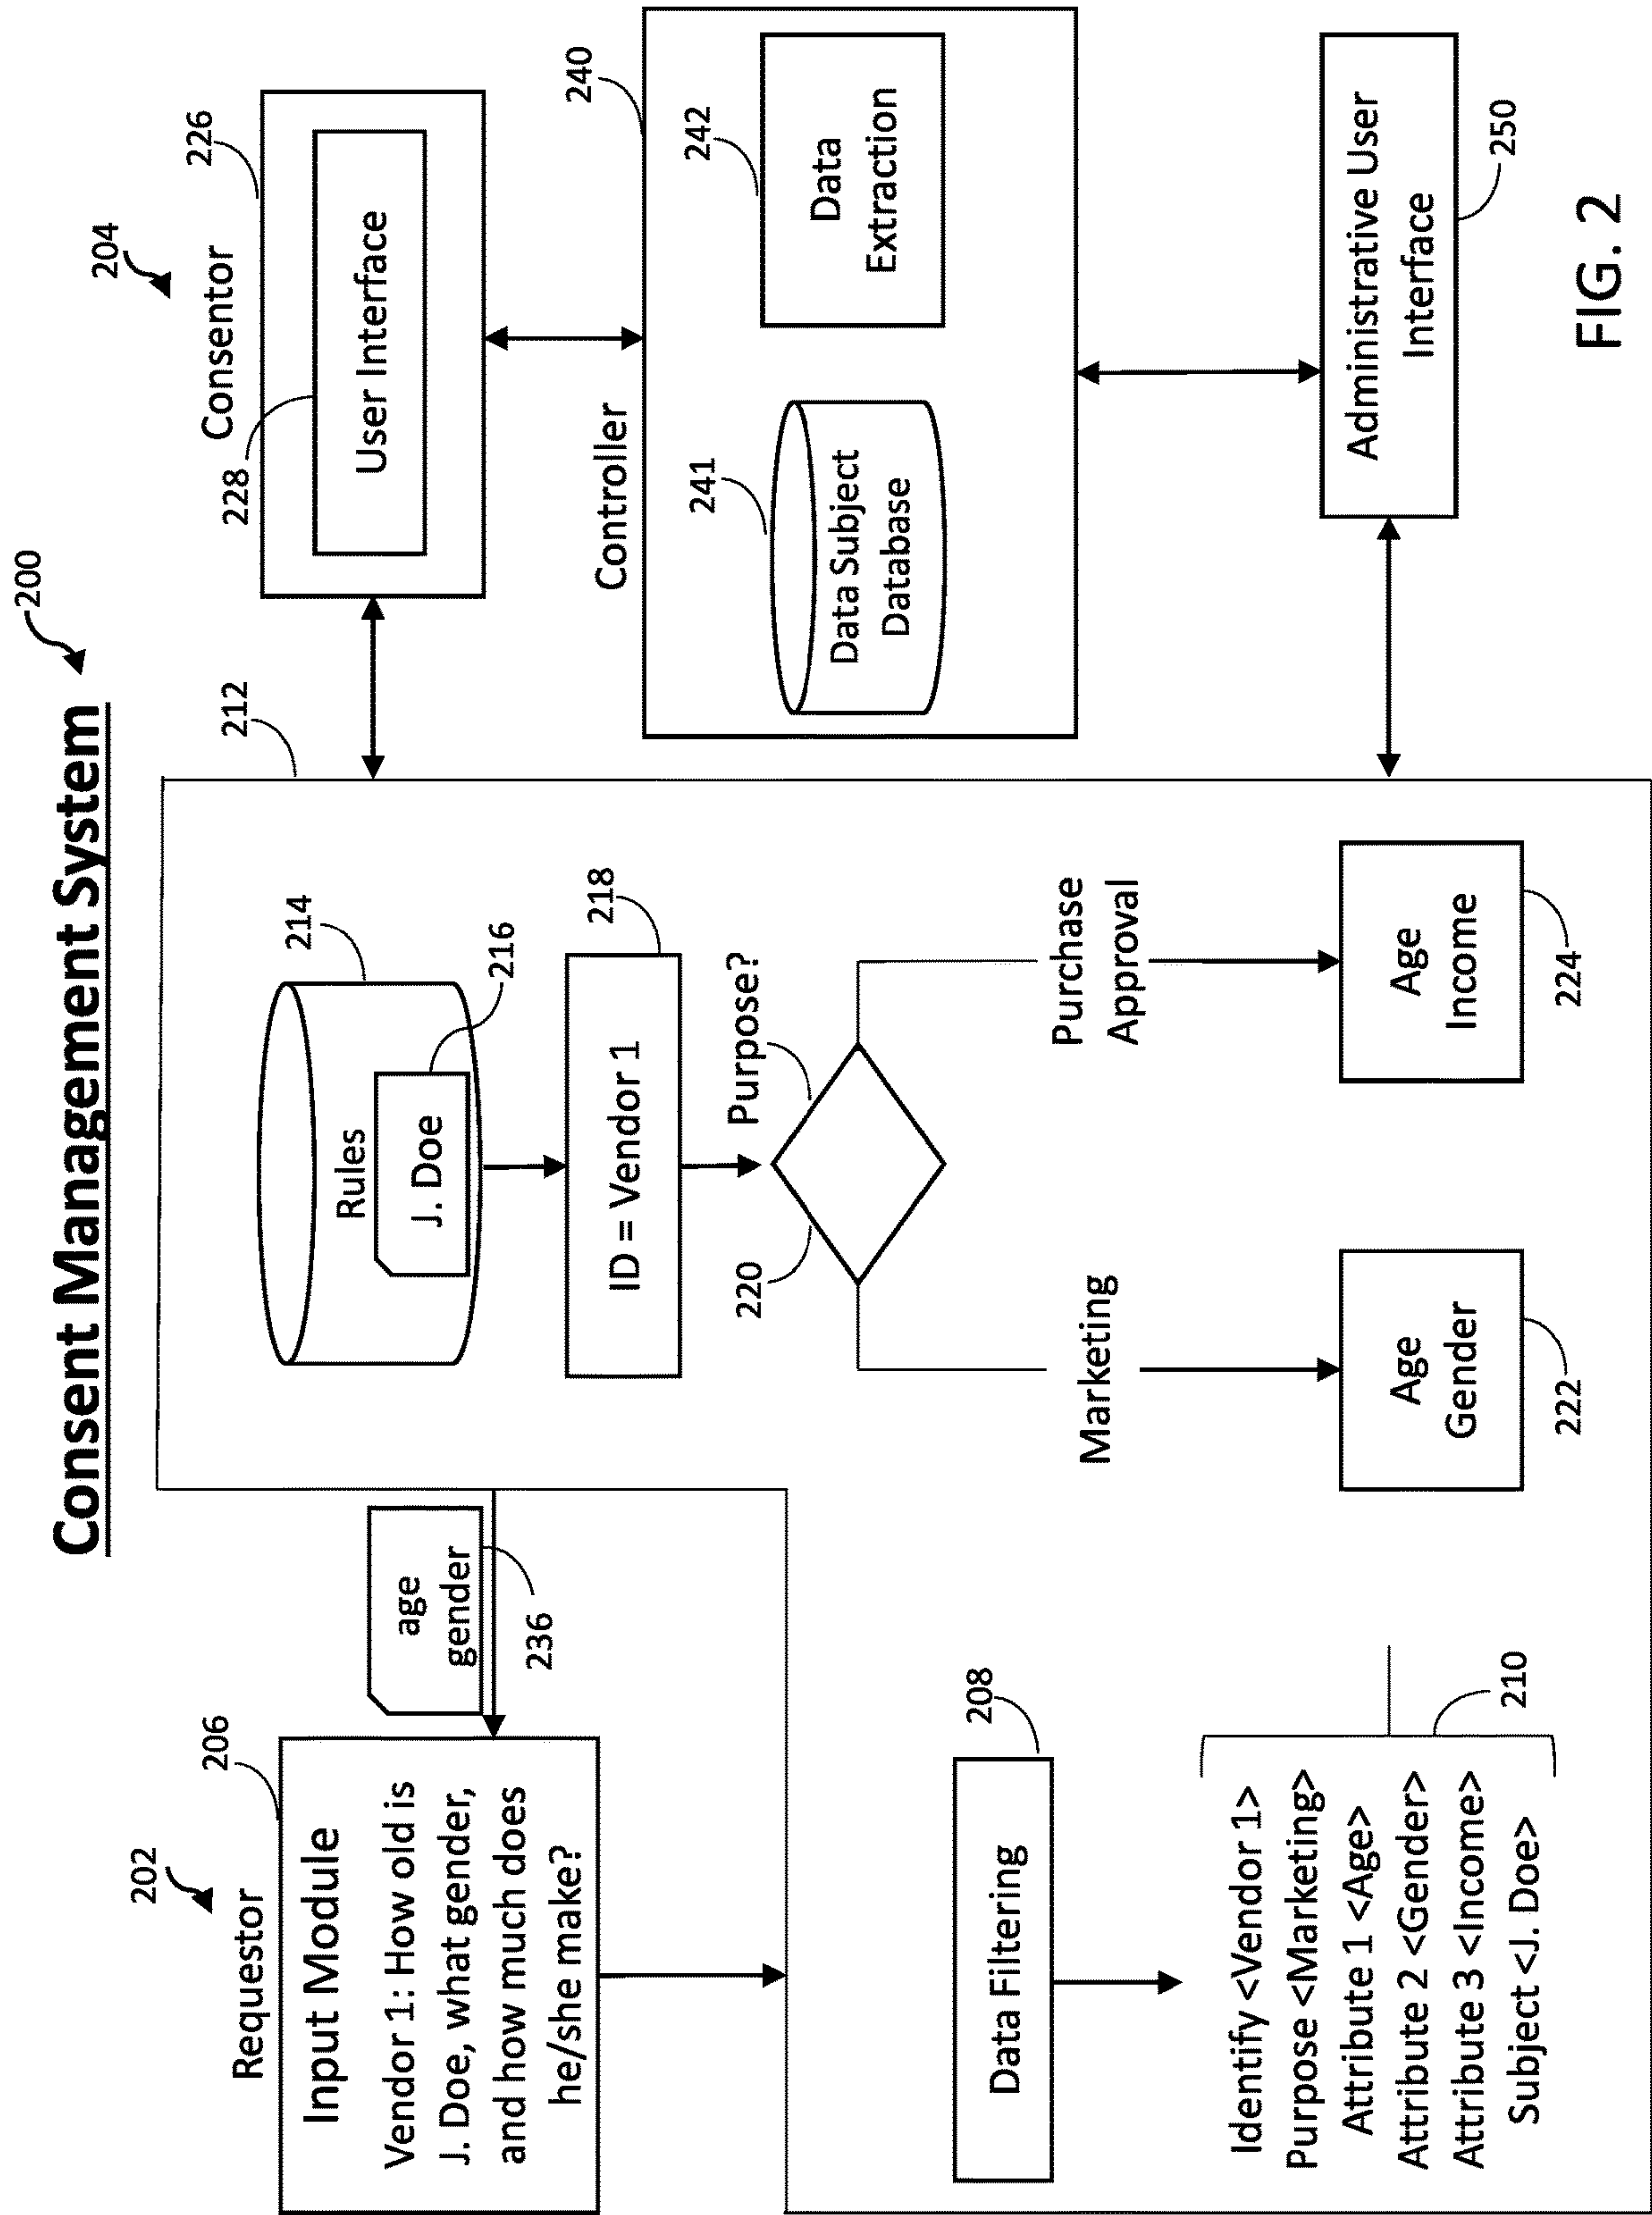 Consent Management System
200
202
Requestor
206
Input Module
Vendor 1: How old is
J. Doe, what gender,
and how much does
he/she make?
age
gender
236
208
Data Filtering
Identify <Vendor 1>
Purpose <Marketing>
Attribute 1 <Age>
Attribute 2 <Gender>
Attribute 3 <Income>
Subject <J. Doe>
210
212
214
Rules
J. Doe
216
218
ID = Vendor 1
Purpose?
220
Marketing
Purchase
Approval
Age
Gender
222
Age
Income
224
204
Consentor
226
228
User Interface
Controller
240
241
Data Subject
Database
242
Data
Extraction
Administrative User
Interface
250
FIG. 2